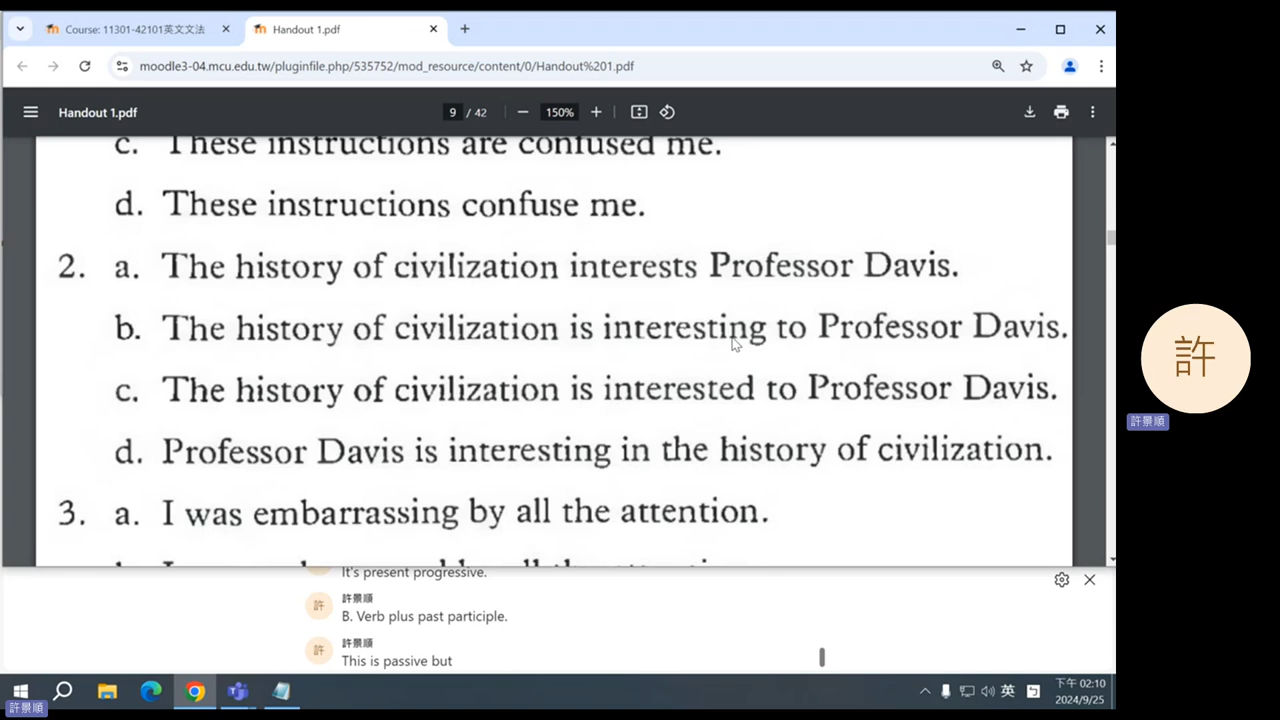 Course: 11301-42101英文文法
Handout 1.pdf
moodle3-04.mcu.edu.tw/pluginfile.php/535752/mod_resource/content/0/Handout%201.pdf
Handout 1.pdf
9 / 42
150%
c. These instructions are confused me.
d. These instructions confuse me.
2. a. The history of civilization interests Professor Davis.
b. The history of civilization is interesting to Professor Davis.
c. The history of civilization is interested to Professor Davis.
d. Professor Davis is interesting in the history of civilization.
3. a. I was embarrassing by all the attention.
許
許景順
It's present progressive.
許
許景順
B. Verb plus past participle.
許
許景順
This is passive but
英
下午 02:10
2024/9/25
許景順